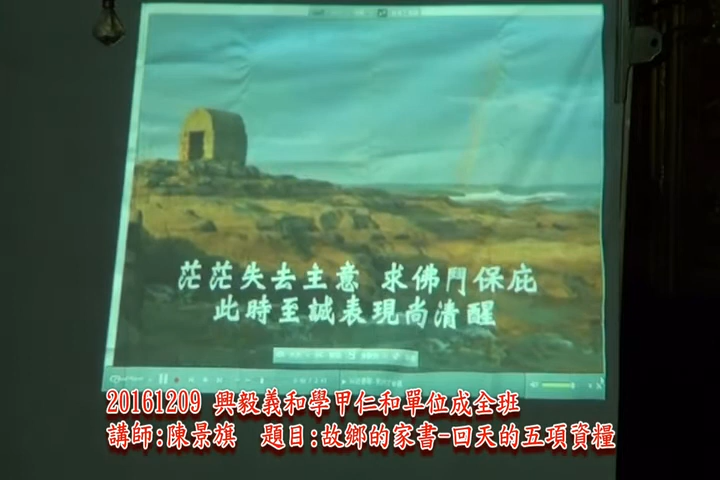 茫茫失去主意 求佛鬥保庇
此時至誠表現尚清醒
20161209 興毅義和學甲仁和單位成全班
講師:陳景旗 題目:故鄉的家書-回天的五項資糧